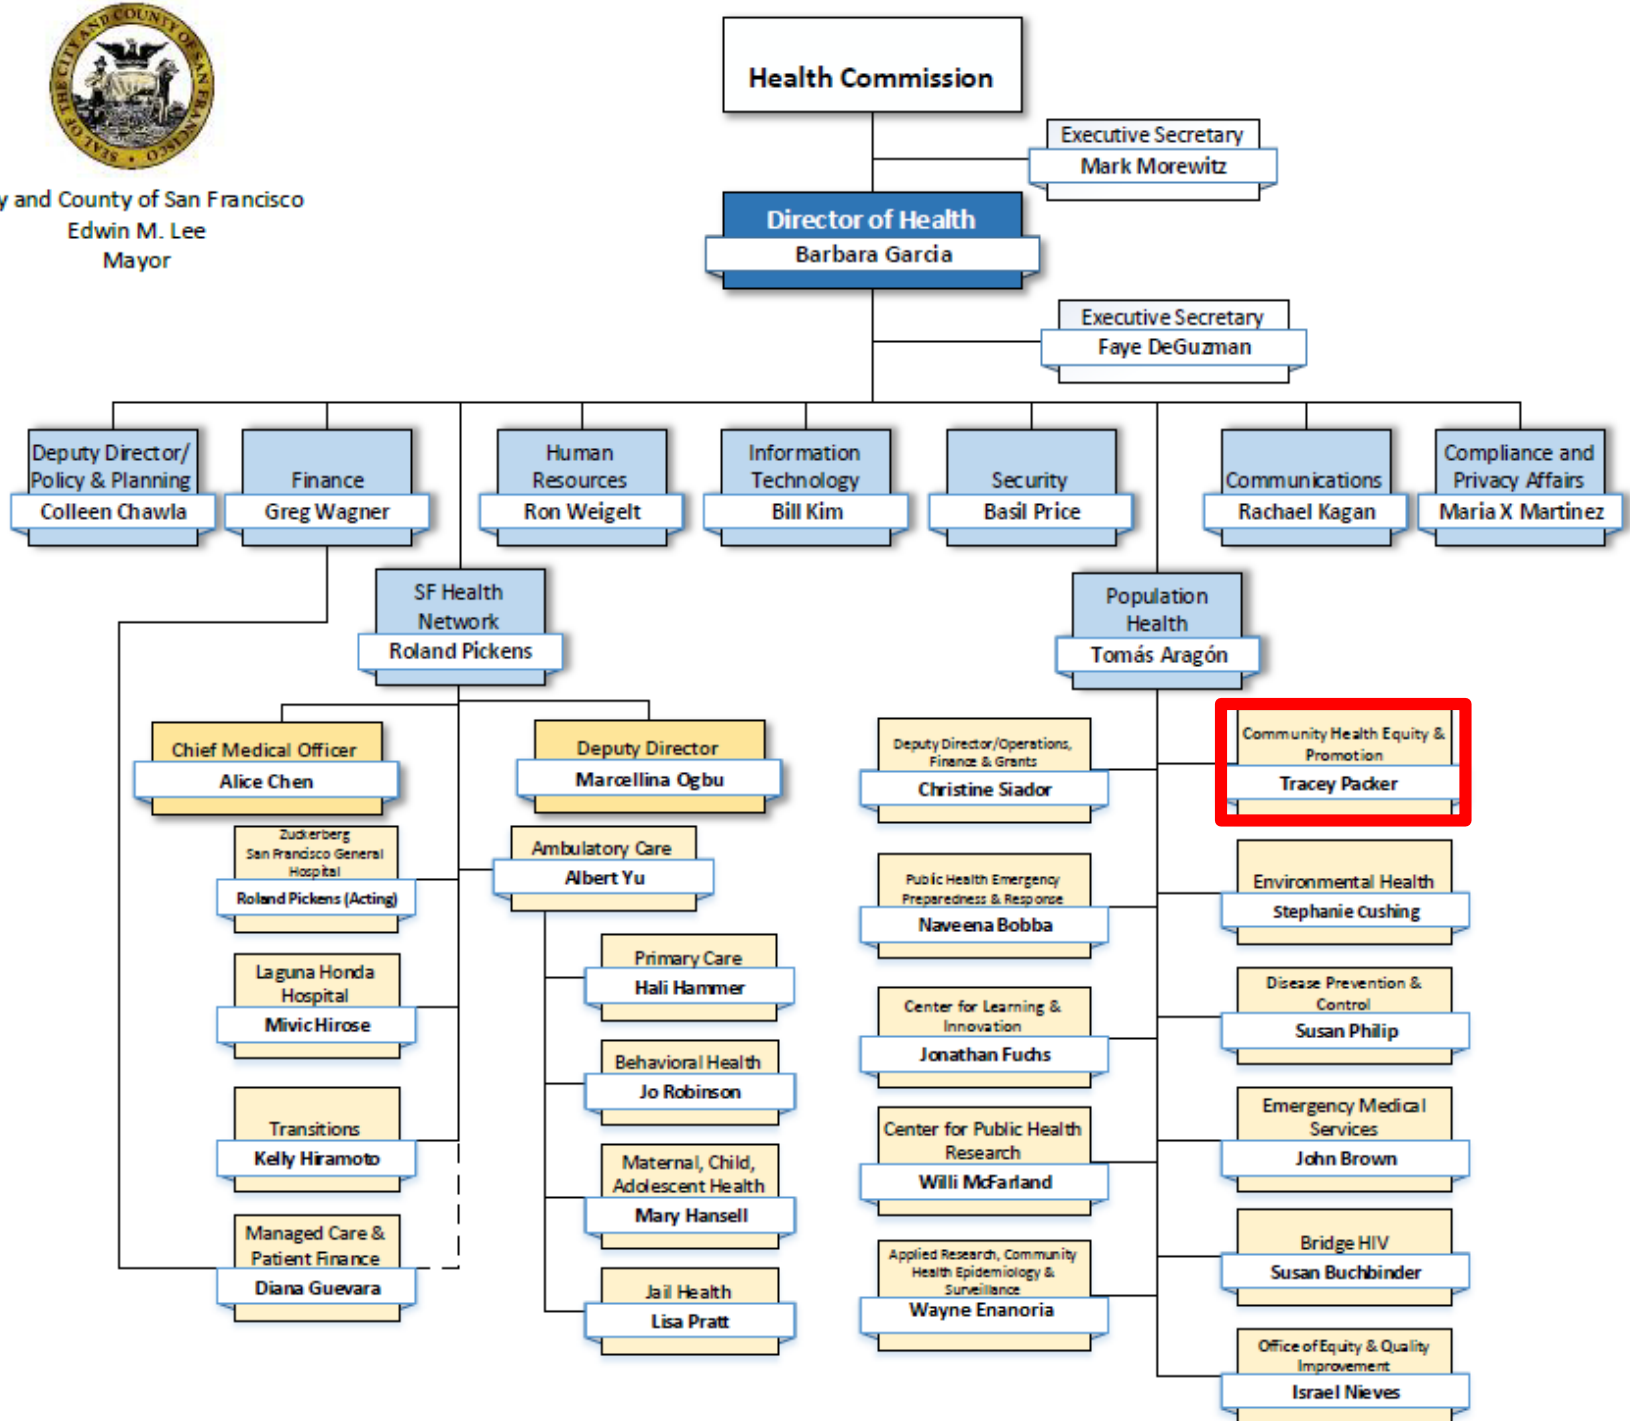 SEAL OF THE CITY AND COUNTY OF SAN FRANCISCO
y and County of San Francisco
Edwin M. Lee
Mayor
Health Commission
Executive Secretary
Mark Morewitz
Director of Health
Barbara Garcia
Executive Secretary
Faye DeGuzman
Deputy Director/
Policy & Planning
Colleen Chawla
Finance
Greg Wagner
Human
Resources
Ron Weigelt
Information
Technology
Bill Kim
Security
Basil Price
Communications
Rachael Kagan
Compliance and
Privacy Affairs
Maria X Martinez
SF Health
Network
Roland Pickens
Population
Health
Tomás Aragón
Chief Medical Officer
Alice Chen
Deputy Director
Marcellina Ogbu
Zuckerberg
San Francisco General
Hospital
Roland Pickens (Acting)
Laguna Honda
Hospital
Mivic Hirose
Transitions
Kelly Hiramoto
Managed Care &
Patient Finance
Diana Guevara
Ambulatory Care
Albert Yu
Primary Care
Hali Hammer
Behavioral Health
Jo Robinson
Maternal, Child,
Adolescent Health
Mary Hansell
Jail Health
Lisa Pratt
Deputy Director/Operations,
Finance & Grants
Christine Siador
Public Health Emergency
Preparedness & Response
Naveena Bobba
Center for Learning &
Innovation
Jonathan Fuchs
Center for Public Health
Research
Willi McFarland
Applied Research, Community
Health Epidemiology &
Surveillance
Wayne Enanoria
Community Health Equity &
Promotion
Tracey Packer
Environmental Health
Stephanie Cushing
Disease Prevention &
Control
Susan Philip
Emergency Medical
Services
John Brown
Bridge HIV
Susan Buchbinder
Office of Equity & Quality
Improvement
Israel Nieves